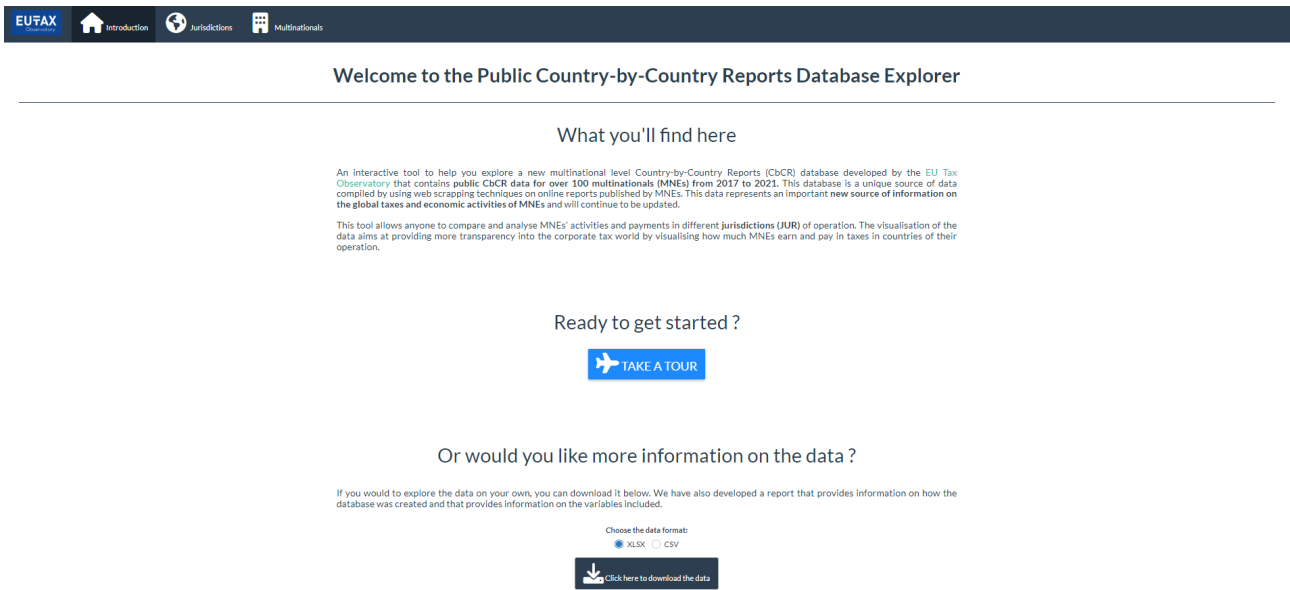 EUTAX
Observatory
Introduction
Jurisdictions
Multinationals
Welcome to the Public Country-by-Country Reports Database Explorer
What you'll find here
An interactive tool to help you explore a new multinational level Country-by-Country Reports (CbCR) database developed by the EU Tax
Observatory that contains public CbCR data for over 100 multinationals (MNEs) from 2017 to 2021. This database is a unique source of data
compiled by using web scrapping techniques on online reports published by MNEs. This data represents an important new source of information on
the global taxes and economic activities of MNEs and will continue to be updated.
This tool allows anyone to compare and analyse MNEs' activities and payments in different jurisdictions (JUR) of operation. The visualisation of the
data aims at providing more transparency into the corporate tax world by visualising how much MNEs earn and pay in taxes in countries of their
operation.
Ready to get started ?
TAKE A TOUR
Or would you like more information on the data ?
If you would to explore the data on your own, you can download it below. We have also developed a report that provides information on how the
database was created and that provides information on the variables included.
Choose the data format:
XLSX CSV
Click here to download the data